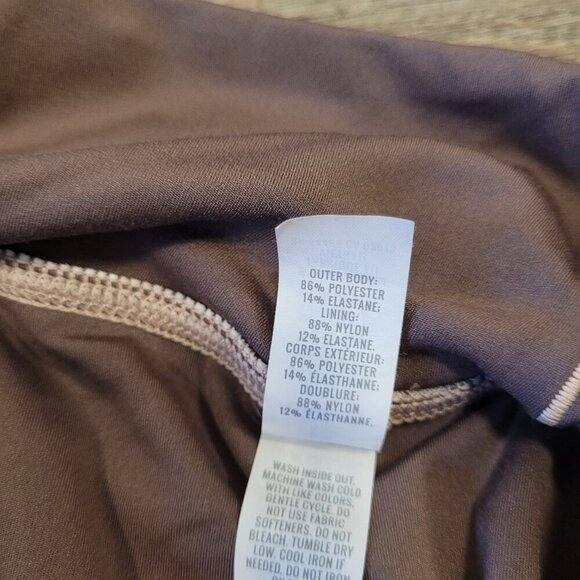 OUTER BODY:
86% POLYESTER
14% ELASTANE;
LINING:
88% NYLON
12% ELASTANE.
CORPS EXTÉRIEUR:
86% POLYESTER
14% ÉLASTHANNE;
DOUBLURE:
88% NYLON
12% ÉLASTHANNE.
WASH INSIDE OUT.
MACHINE WASH COLD
WITH LIKE COLORS,
GENTLE CYCLE. DO
NOT USE FABRIC
SOFTENERS. DO NOT
BLEACH. TUMBLE DRY
LOW. COOL IRON IF
NEEDED. DO NOT IRON